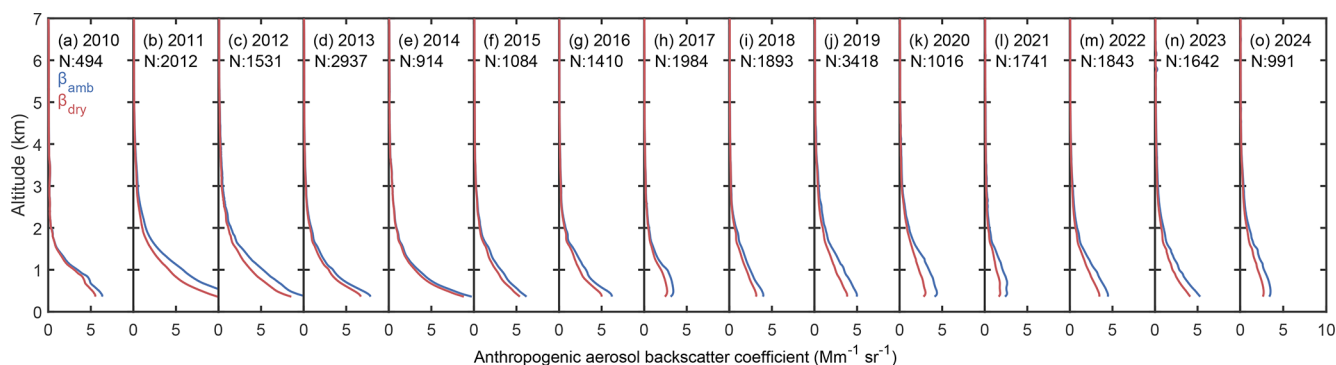 (a) 2010
N:494
β_amb
β_dry
(b) 2011
N:2012
(c) 2012
N:1531
(d) 2013
N:2937
(e) 2014
N:914
(f) 2015
N:1084
(g) 2016
N:1410
(h) 2017
N:1984
(i) 2018
N:1893
(j) 2019
N:3418
(k) 2020
N:1016
(l) 2021
N:1741
(m) 2022
N:1843
(n) 2023
N:1642
(o) 2024
N:991
7
6
5
4
3
2
1
0
Altitude (km)
0 5 0 5 0 5 0 5 0 5 0 5 0 5 0 5 0 5 0 5 0 5 0 5 0 5 0 5 0 5 10
Anthropogenic aerosol backscatter coefficient (Mm⁻¹ sr⁻¹)